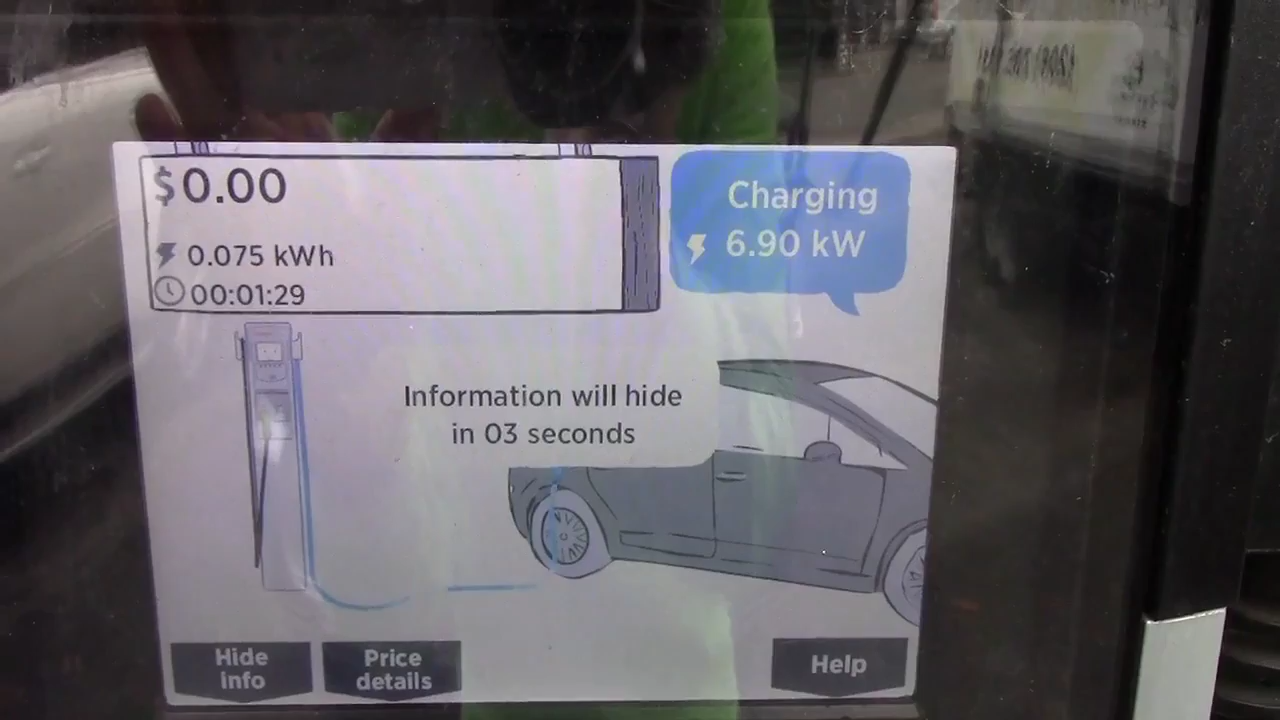 $0.00
0.075 kWh
00:01:29
Charging
6.90 kW
Information will hide
in 03 seconds
Hide
info
Price
details
Help